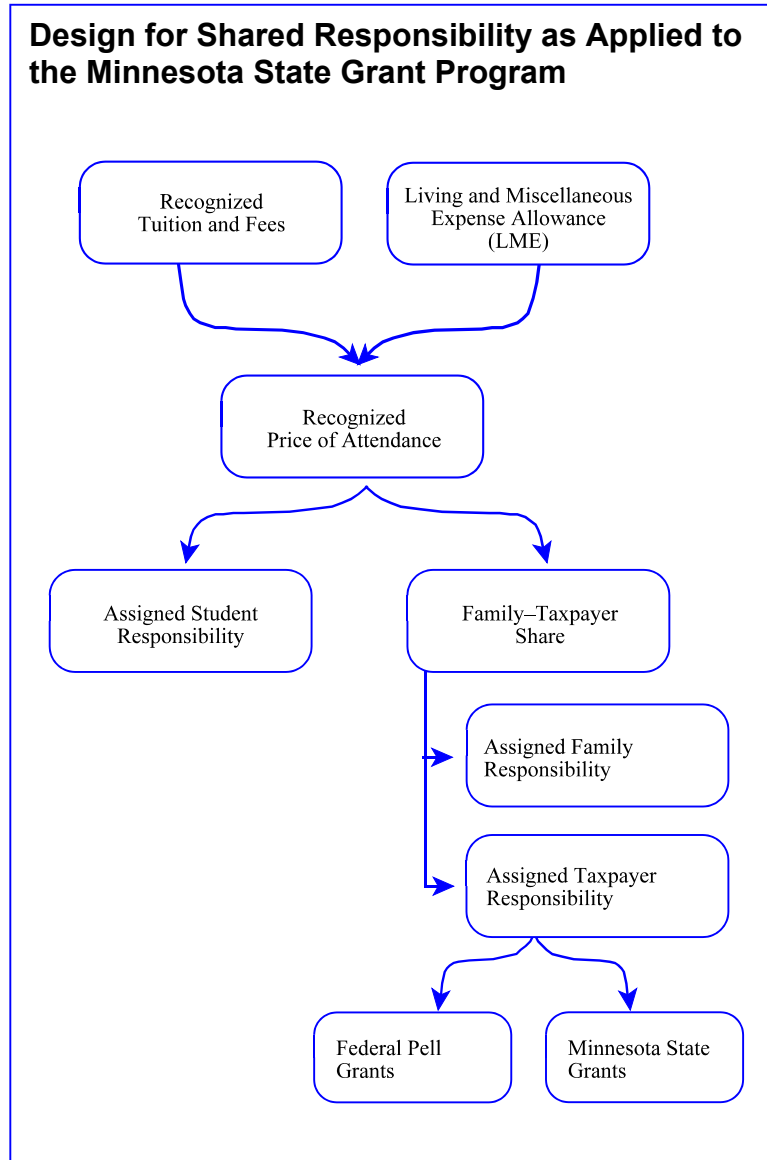 Design for Shared Responsibility as Applied to
the Minnesota State Grant Program
Recognized
Tuition and Fees
Living and Miscellaneous
Expense Allowance
(LME)
Recognized
Price of Attendance
Assigned Student
Responsibility
Family–Taxpayer
Share
Assigned Family
Responsibility
Assigned Taxpayer
Responsibility
Federal Pell
Grants
Minnesota State
Grants